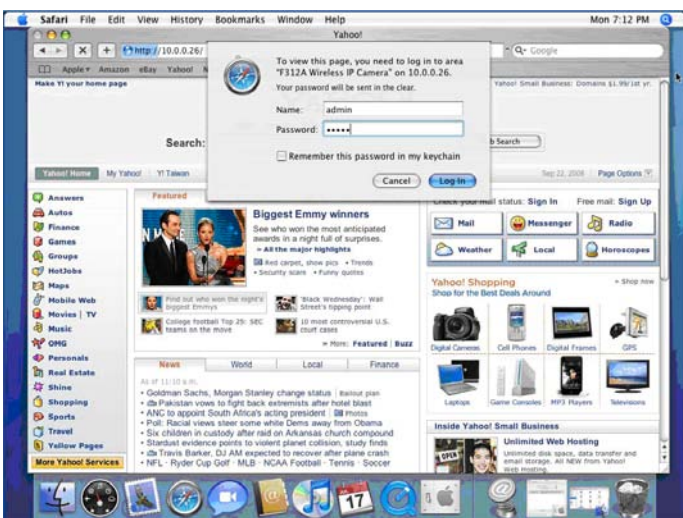 Safari File Edit View History Bookmarks Window Help Mon 7:12 PM
Yahoo!
http://10.0.0.26/
Google
Apple Amazon eBay Yahoo!
To view this page, you need to log in to area
"F312A Wireless IP Camera" on 10.0.0.26.
Your password will be sent in the clear.
Name: admin
Password: •••••
Remember this password in my keychain
Cancel Log In
Make Y! your home page
Yahoo! Small Business: Domains $1.99/1st yr.
Search:
Search
Yahoo! Home My Yahoo! Y! Taiwan Sep 22, 2008 Page Options
Answers
Autos
Finance
Games
Groups
HotJobs
Maps
Mobile Web
Movies | TV
Music
OMG
Personals
Real Estate
Shine
Shopping
Sports
Travel
Yellow Pages
More Yahoo! Services
Featured
Biggest Emmy winners
See who won the most anticipated
awards in a night full of surprises.
» All the major highlights
Red carpet, show pics • Trends
• Security scare • Funny quotes
Find out who won the night's
biggest Emmys
'Black Wednesday': Wall
Street's tipping point
College football Top 25: SEC
teams on the move
10 most controversial U.S.
court cases
» More: Featured | Buzz
News World Local Finance
As of 11:10 a.m.
• Goldman Sachs, Morgan Stanley change status | Bailout plan
• Pakistan vows to fight back extremists after hotel blast
• ANC to appoint South Africa's acting president | Photos
• Poll: Racial views steer some white Dems away from Obama
• Six children in custody after raid on Arkansas church compound
• Stardust evidence points to violent planet collision, study finds
• Travis Barker, DJ AM expected to recover after plane crash
• NFL • Ryder Cup • Golf • MLB • NCAA Football • Tennis • Soccer
Check your mail status: Sign In Free mail: Sign Up
Mail Messenger Radio
Weather Local Horoscopes
Yahoo! Shopping » Shop now
Shop for the Best Deals Around
Digital Cameras Cell Phones Digital Frames GPS
Laptops Game Consoles MP3 Players Televisions
Inside Yahoo! Small Business
Unlimited Web Hosting
Unlimited disk space, data transfer and
email storage. All NEW from Yahoo!
Web Hosting.
OPEN
17